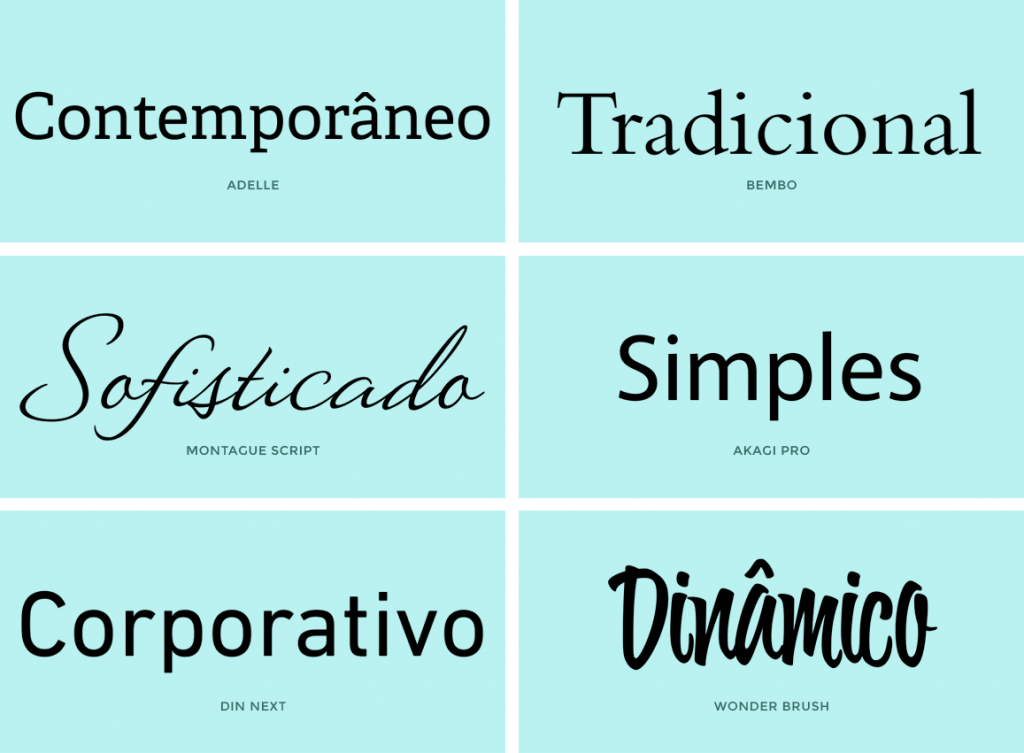 Contemporâneo
ADELLE
Tradicional
BEMBO
Sofisticado
MONTAGUE SCRIPT
Simples
AKAGI PRO
Corporativo
DIN NEXT
Dinâmico
WONDER BRUSH